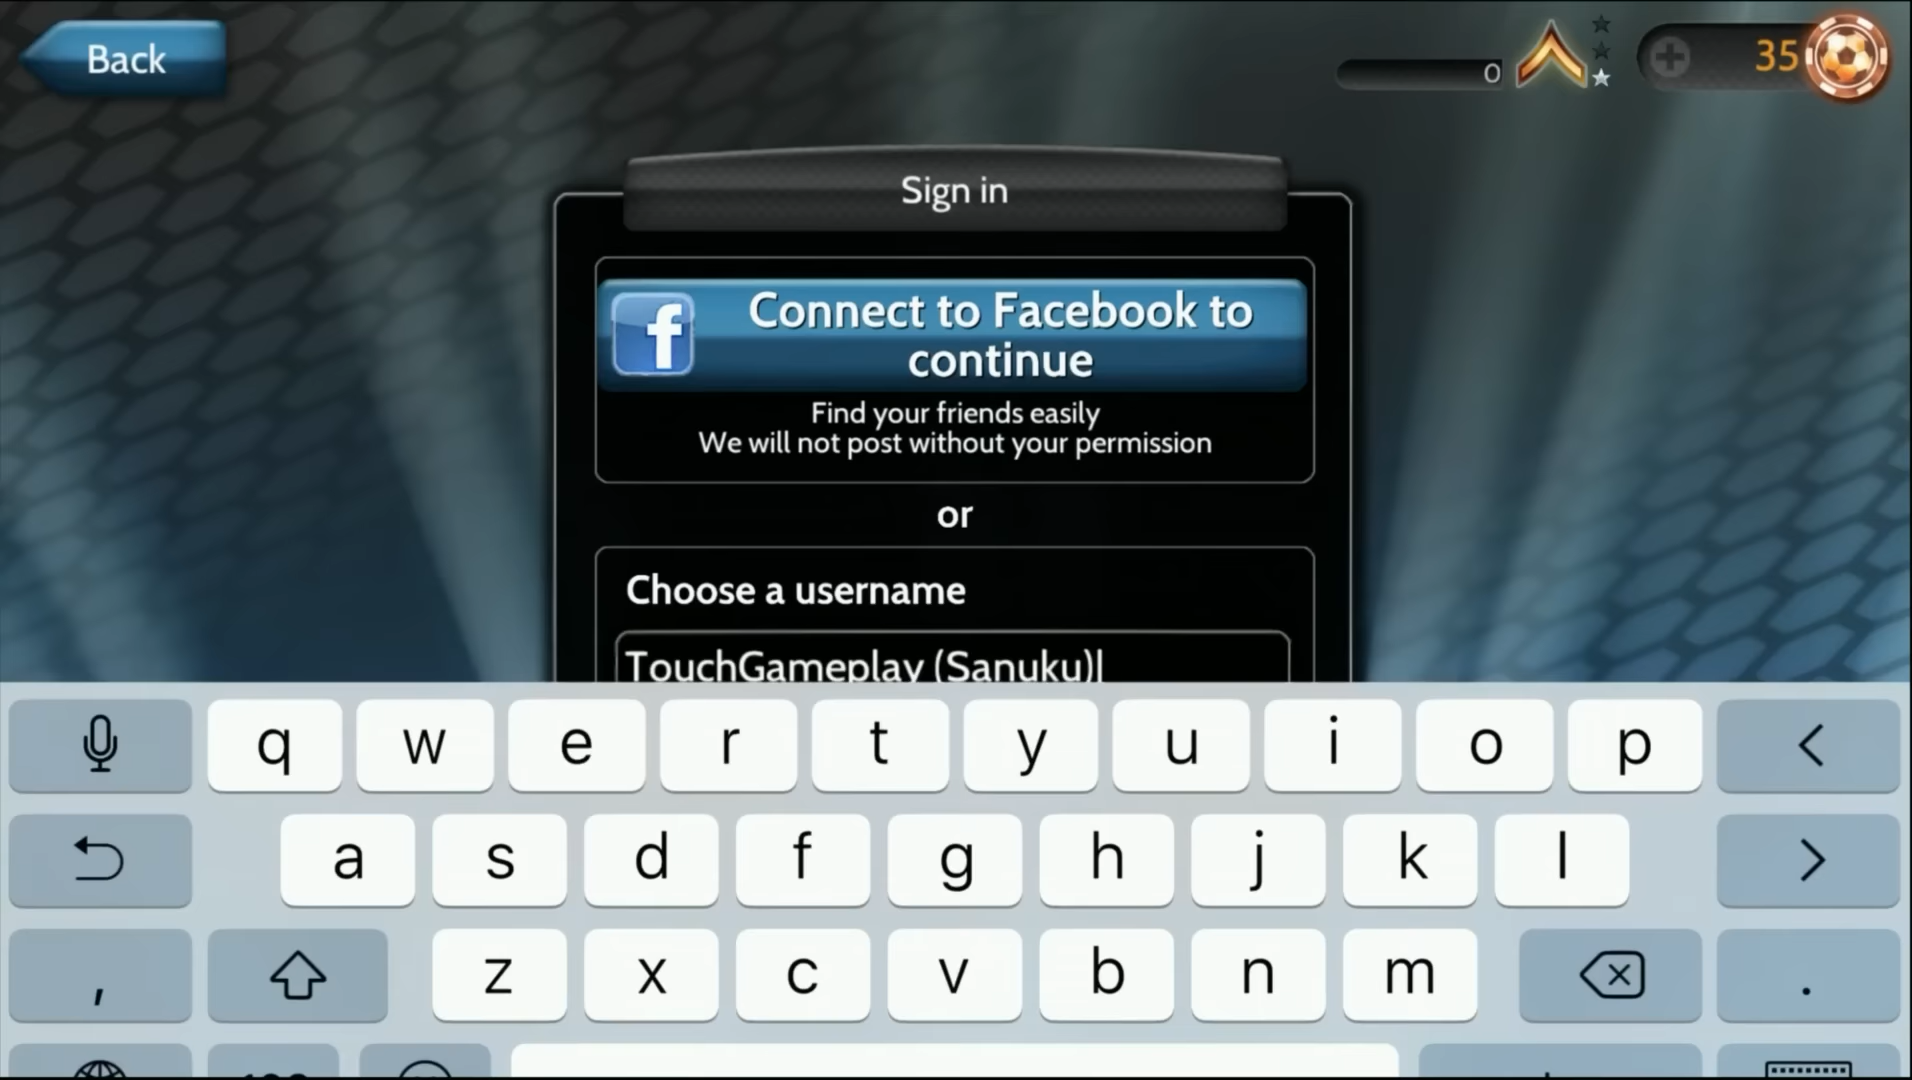 Back
0
35
Sign in
f
Connect to Facebook to
continue
Find your friends easily
We will not post without your permission
or
Choose a username
TouchGameplay (Sanuku)
q w e r t y u i o p <
a s d f g h j k l >
, z x c v b n m .